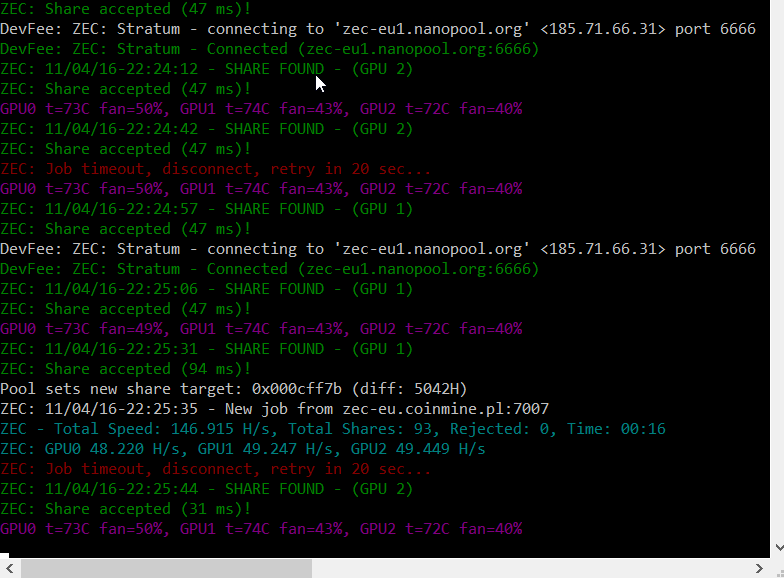 ZEC: Share accepted (47 ms)!
DevFee: ZEC: Stratum - connecting to 'zec-eu1.nanopool.org' <185.71.66.31> port 6666
DevFee: ZEC: Stratum - Connected (zec-eu1.nanopool.org:6666)
ZEC: 11/04/16-22:24:12 - SHARE FOUND - (GPU 2)
ZEC: Share accepted (47 ms)!
GPU0 t=73C fan=50%, GPU1 t=74C fan=43%, GPU2 t=72C fan=40%
ZEC: 11/04/16-22:24:42 - SHARE FOUND - (GPU 2)
ZEC: Share accepted (47 ms)!
ZEC: Job timeout, disconnect, retry in 20 sec...
GPU0 t=73C fan=50%, GPU1 t=74C fan=43%, GPU2 t=72C fan=40%
ZEC: 11/04/16-22:24:57 - SHARE FOUND - (GPU 1)
ZEC: Share accepted (47 ms)!
DevFee: ZEC: Stratum - connecting to 'zec-eu1.nanopool.org' <185.71.66.31> port 6666
DevFee: ZEC: Stratum - Connected (zec-eu1.nanopool.org:6666)
ZEC: 11/04/16-22:25:06 - SHARE FOUND - (GPU 1)
ZEC: Share accepted (47 ms)!
GPU0 t=73C fan=49%, GPU1 t=74C fan=43%, GPU2 t=72C fan=40%
ZEC: 11/04/16-22:25:31 - SHARE FOUND - (GPU 1)
ZEC: Share accepted (94 ms)!
Pool sets new share target: 0x000cff7b (diff: 5042H)
ZEC: 11/04/16-22:25:35 - New job from zec-eu.coinmine.pl:7007
ZEC - Total Speed: 146.915 H/s, Total Shares: 93, Rejected: 0, Time: 00:16
ZEC: GPU0 48.220 H/s, GPU1 49.247 H/s, GPU2 49.449 H/s
ZEC: Job timeout, disconnect, retry in 20 sec...
ZEC: 11/04/16-22:25:44 - SHARE FOUND - (GPU 2)
ZEC: Share accepted (31 ms)!
GPU0 t=73C fan=50%, GPU1 t=74C fan=43%, GPU2 t=72C fan=40%